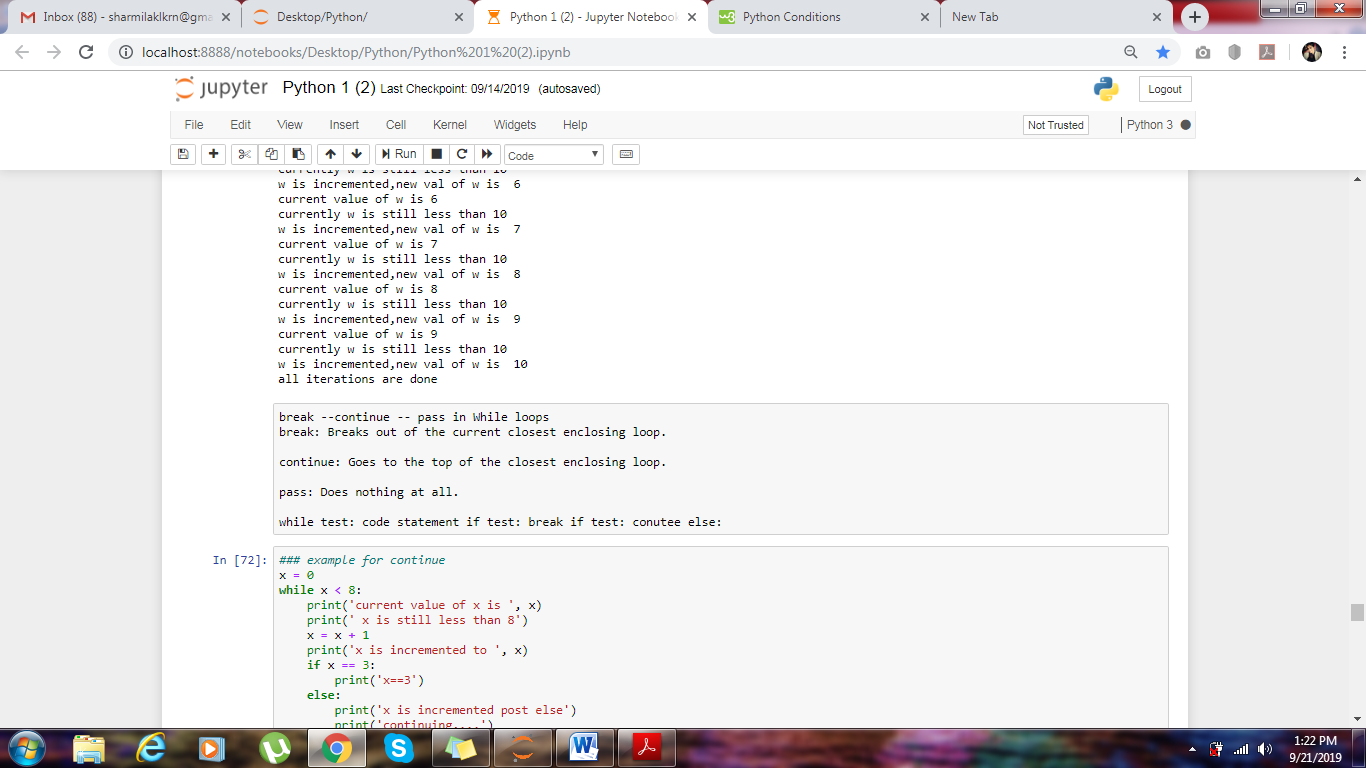 Inbox (88) - sharmilaklkrn@gma
Desktop/Python/
Python 1 (2) - Jupyter Notebook
Python Conditions
New Tab
localhost:8888/notebooks/Desktop/Python/Python%201%20(2).ipynb
jupyter Python 1 (2) Last Checkpoint: 09/14/2019 (autosaved)
Logout
File Edit View Insert Cell Kernel Widgets Help
Not Trusted
Python 3
Run
Code
currently w is still less than 10
w is incremented,new val of w is  6
current value of w is 6
currently w is still less than 10
w is incremented,new val of w is  7
current value of w is 7
currently w is still less than 10
w is incremented,new val of w is  8
current value of w is 8
currently w is still less than 10
w is incremented,new val of w is  9
current value of w is 9
currently w is still less than 10
w is incremented,new val of w is  10
all iterations are done
break --continue -- pass in While loops
break: Breaks out of the current closest enclosing loop.
continue: Goes to the top of the closest enclosing loop.
pass: Does nothing at all.
while test: code statement if test: break if test: conutee else:
In [72]:
### example for continue
x = 0
while x < 8:
    print('current value of x is ', x)
    print(' x is still less than 8')
    x = x + 1
    print('x is incremented to ', x)
    if x == 3:
        print('x==3')
    else:
        print('x is incremented post else')
        print('continuing....')
1:22 PM
9/21/2019